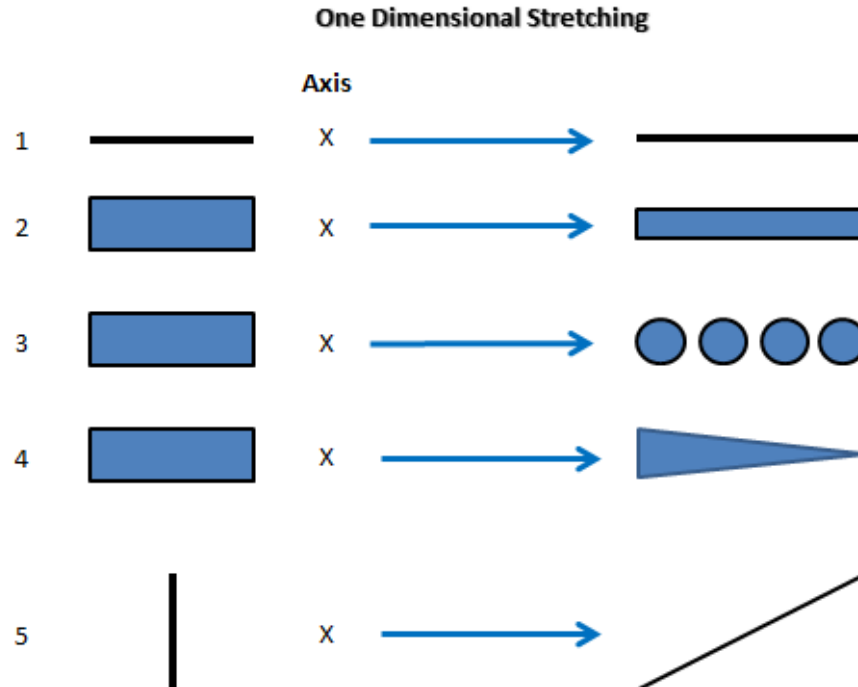 One Dimensional Stretching
Axis
1 X
2 X
3 X
4 X
5 X